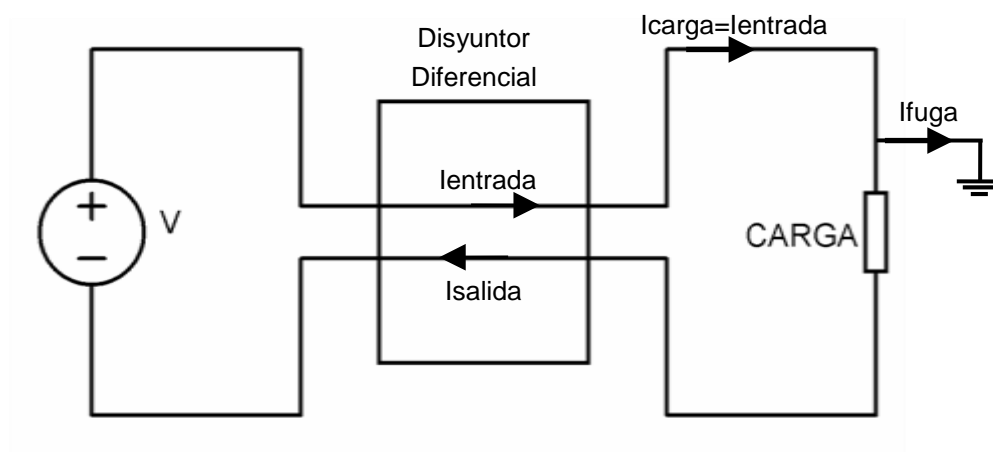 Icarga=Ientrada
Disyuntor
Diferencial
Ifuga
Ientrada
+
V
−
CARGA
Isalida